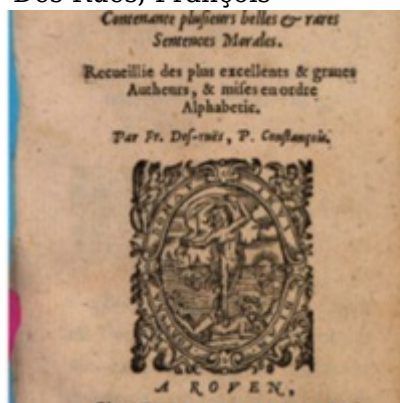 Des Rues, François
Contenante plusieurs belles & rares
Sentences Morales.
Recueillie des plus excellents & graues
Autheurs, & mises en ordre
Alphabetic.
Par Fr. Des-rués, P. Constançois.
A ROVEN,